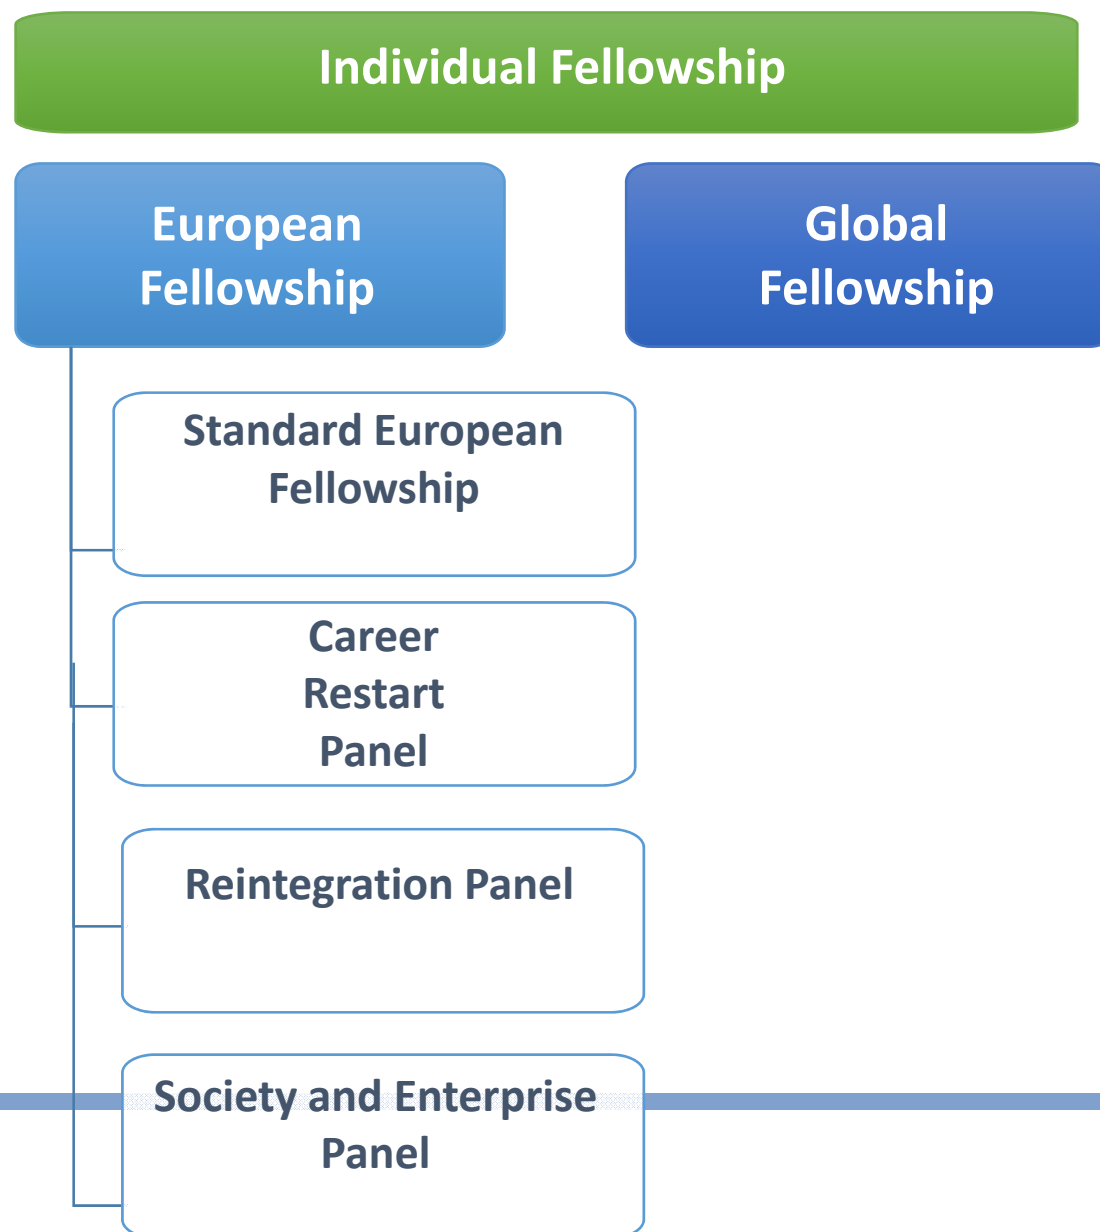 Individual Fellowship
European
Fellowship
Global
Fellowship
Standard European
Fellowship
Career
Restart
Panel
Reintegration Panel
Society and Enterprise
Panel